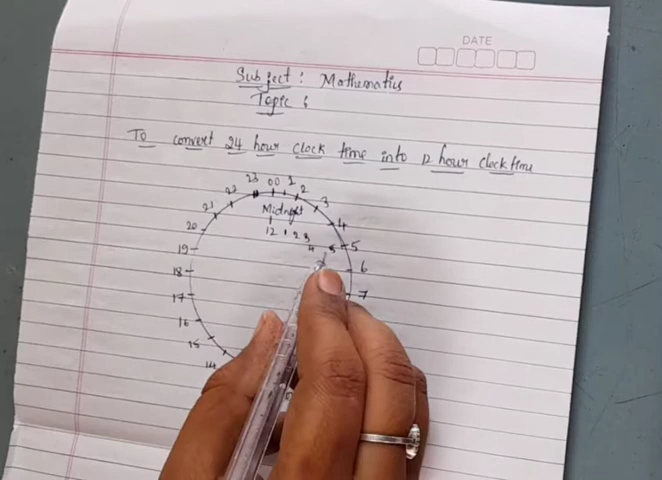 DATE
Subject : Mathematics
Topic :
To convert 24 hour clock time into 12 hour clock time
23 00 1
22 2
21 3
20 Midnight 4
12 1 2 3
19 4 5 5
18 6
17 7
16
15
14